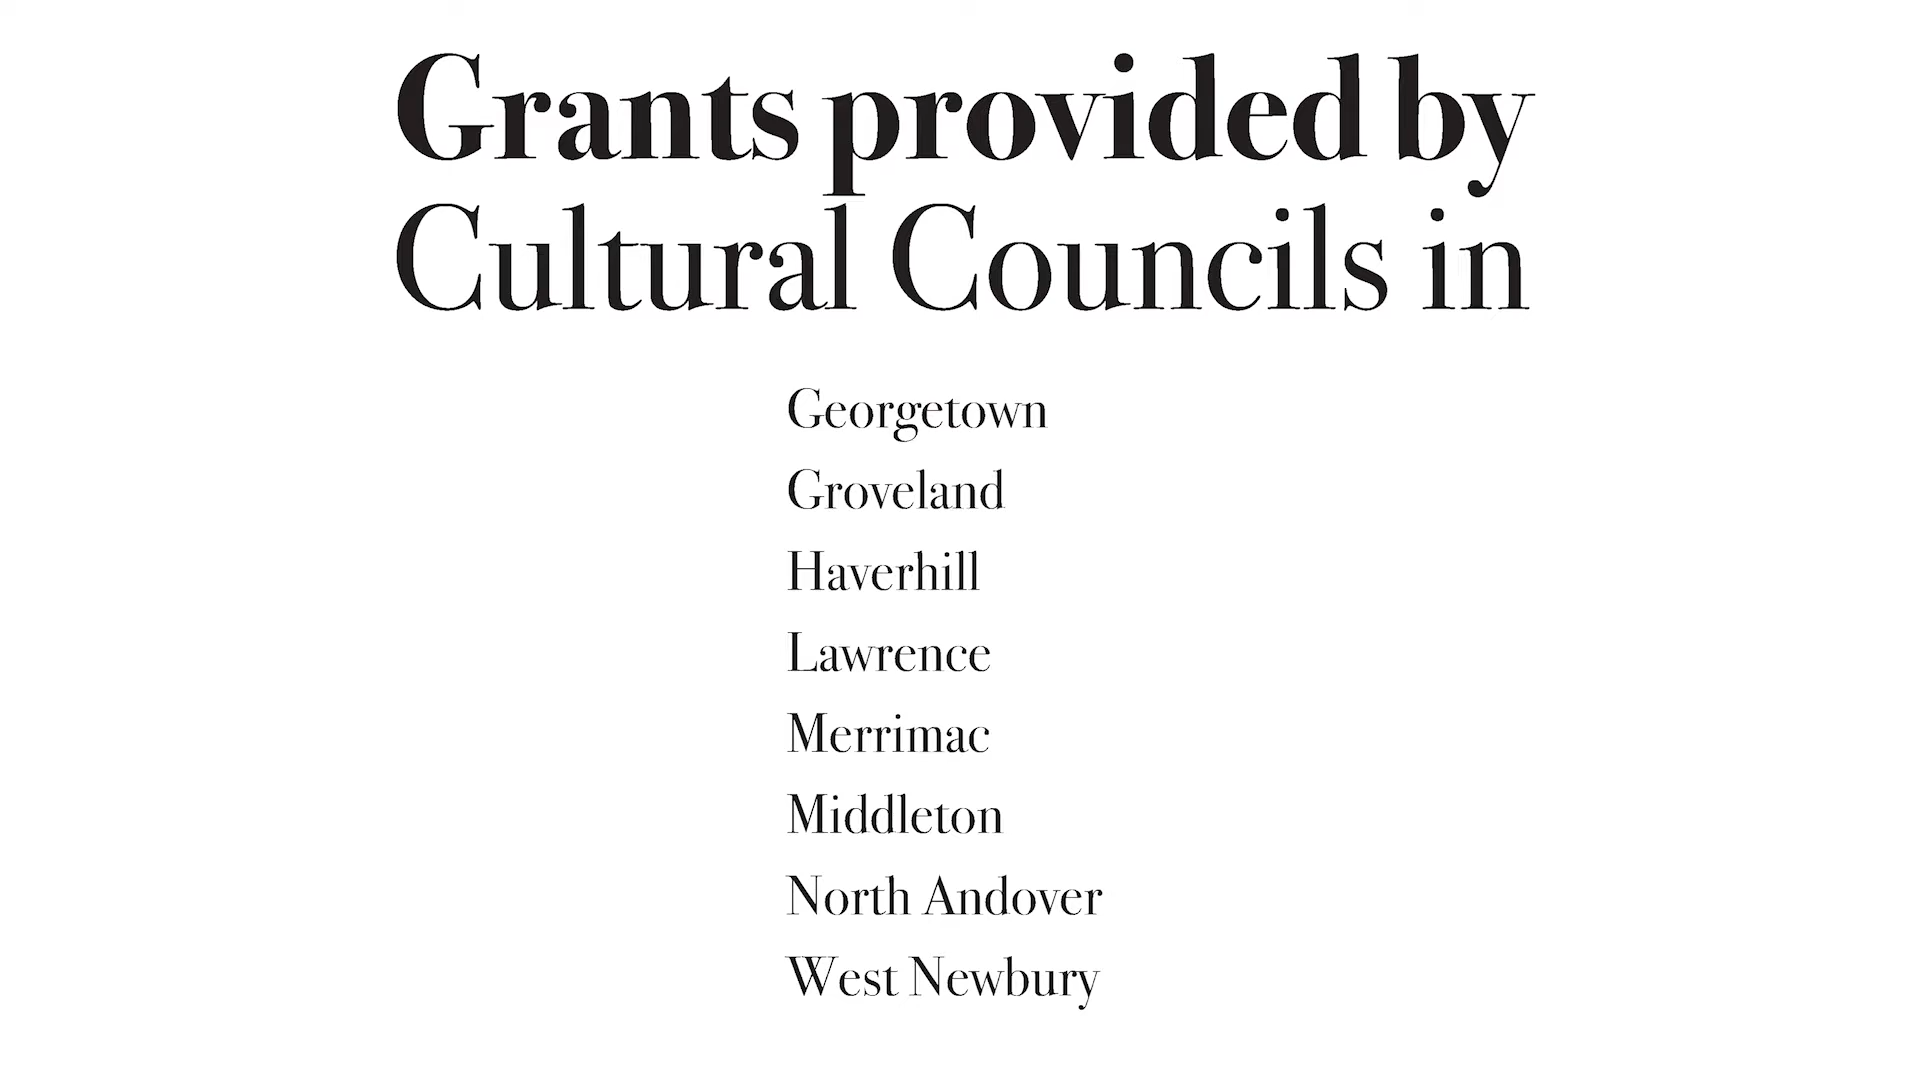 Grants provided by
Cultural Councils in
Georgetown
Groveland
Haverhill
Lawrence
Merrimac
Middleton
North Andover
West Newbury